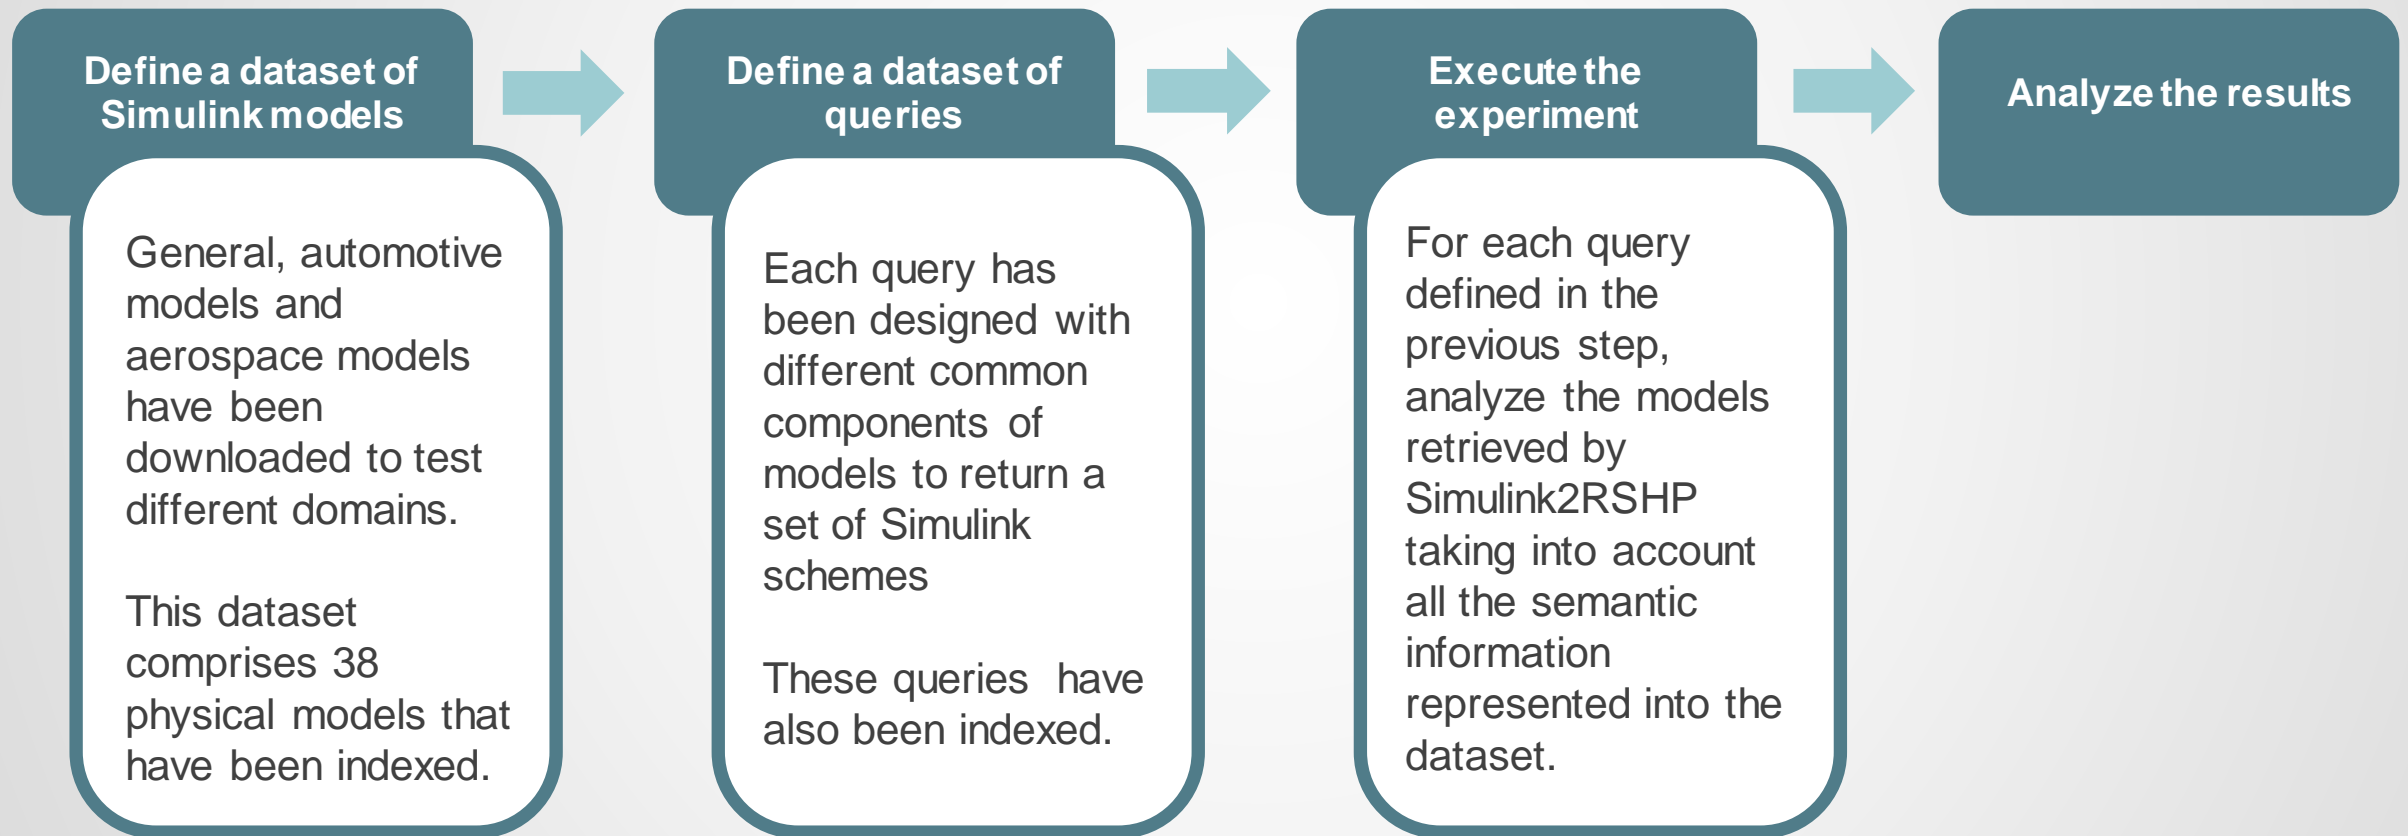 Define a dataset of
Simulink models
General, automotive
models and
aerospace models
have been
downloaded to test
different domains.
This dataset
comprises 38
physical models that
have been indexed.
Define a dataset of
queries
Each query has
been designed with
different common
components of
models to return a
set of Simulink
schemes
These queries have
also been indexed.
Execute the
experiment
For each query
defined in the
previous step,
analyze the models
retrieved by
Simulink2RSHP
taking into account
all the semantic
information
represented into the
dataset.
Analyze the results